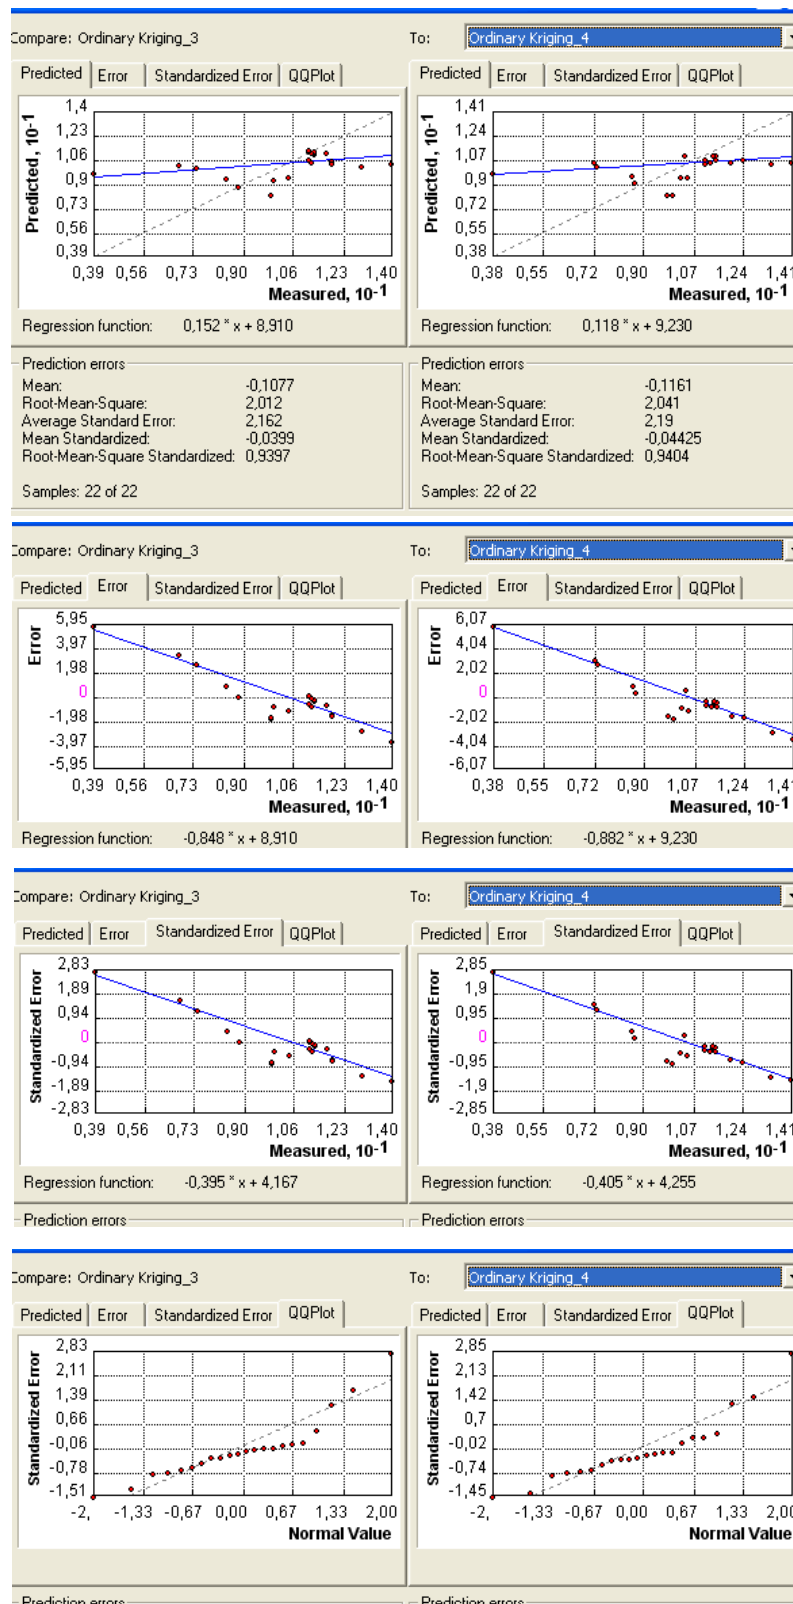 Compare: Ordinary Kriging_3 To: Ordinary Kriging_4
Predicted Error Standardized Error QQPlot Predicted Error Standardized Error QQPlot
Predicted, 10-1
1,4
1,23
1,06
0,9
0,73
0,56
0,39
0,39 0,56 0,73 0,90 1,06 1,23 1,40
Measured, 10-1
Regression function: 0,152 * x + 8,910
Predicted, 10-1
1,41
1,24
1,07
0,9
0,72
0,55
0,38
0,38 0,55 0,72 0,90 1,07 1,24 1,41
Measured, 10-1
Regression function: 0,118 * x + 9,230
Prediction errors
Mean: -0,1077
Root-Mean-Square: 2,012
Average Standard Error: 2,162
Mean Standardized: -0,0399
Root-Mean-Square Standardized: 0,9397
Samples: 22 of 22
Prediction errors
Mean: -0,1161
Root-Mean-Square: 2,041
Average Standard Error: 2,19
Mean Standardized: -0,04425
Root-Mean-Square Standardized: 0,9404
Samples: 22 of 22
Compare: Ordinary Kriging_3 To: Ordinary Kriging_4
Predicted Error Standardized Error QQPlot Predicted Error Standardized Error QQPlot
Error
5,95
3,97
1,98
0
-1,98
-3,97
-5,95
0,39 0,56 0,73 0,90 1,06 1,23 1,40
Measured, 10-1
Regression function: -0,848 * x + 8,910
Error
6,07
4,04
2,02
0
-2,02
-4,04
-6,07
0,38 0,55 0,72 0,90 1,07 1,24 1,41
Measured, 10-1
Regression function: -0,882 * x + 9,230
Compare: Ordinary Kriging_3 To: Ordinary Kriging_4
Predicted Error Standardized Error QQPlot Predicted Error Standardized Error QQPlot
Standardized Error
2,83
1,89
0,94
0
-0,94
-1,89
-2,83
0,39 0,56 0,73 0,90 1,06 1,23 1,40
Measured, 10-1
Regression function: -0,395 * x + 4,167
Standardized Error
2,85
1,9
0,95
0
-0,95
-1,9
-2,85
0,38 0,55 0,72 0,90 1,07 1,24 1,41
Measured, 10-1
Regression function: -0,405 * x + 4,255
Prediction errors Prediction errors
Compare: Ordinary Kriging_3 To: Ordinary Kriging_4
Predicted Error Standardized Error QQPlot Predicted Error Standardized Error QQPlot
Standardized Error
2,83
2,11
1,39
0,66
-0,06
-0,78
-1,51
-2, -1,33 -0,67 0,00 0,67 1,33 2,00
Normal Value
Standardized Error
2,85
2,13
1,42
0,7
-0,02
-0,74
-1,45
-2, -1,33 -0,67 0,00 0,67 1,33 2,00
Normal Value
Prediction errors Prediction errors